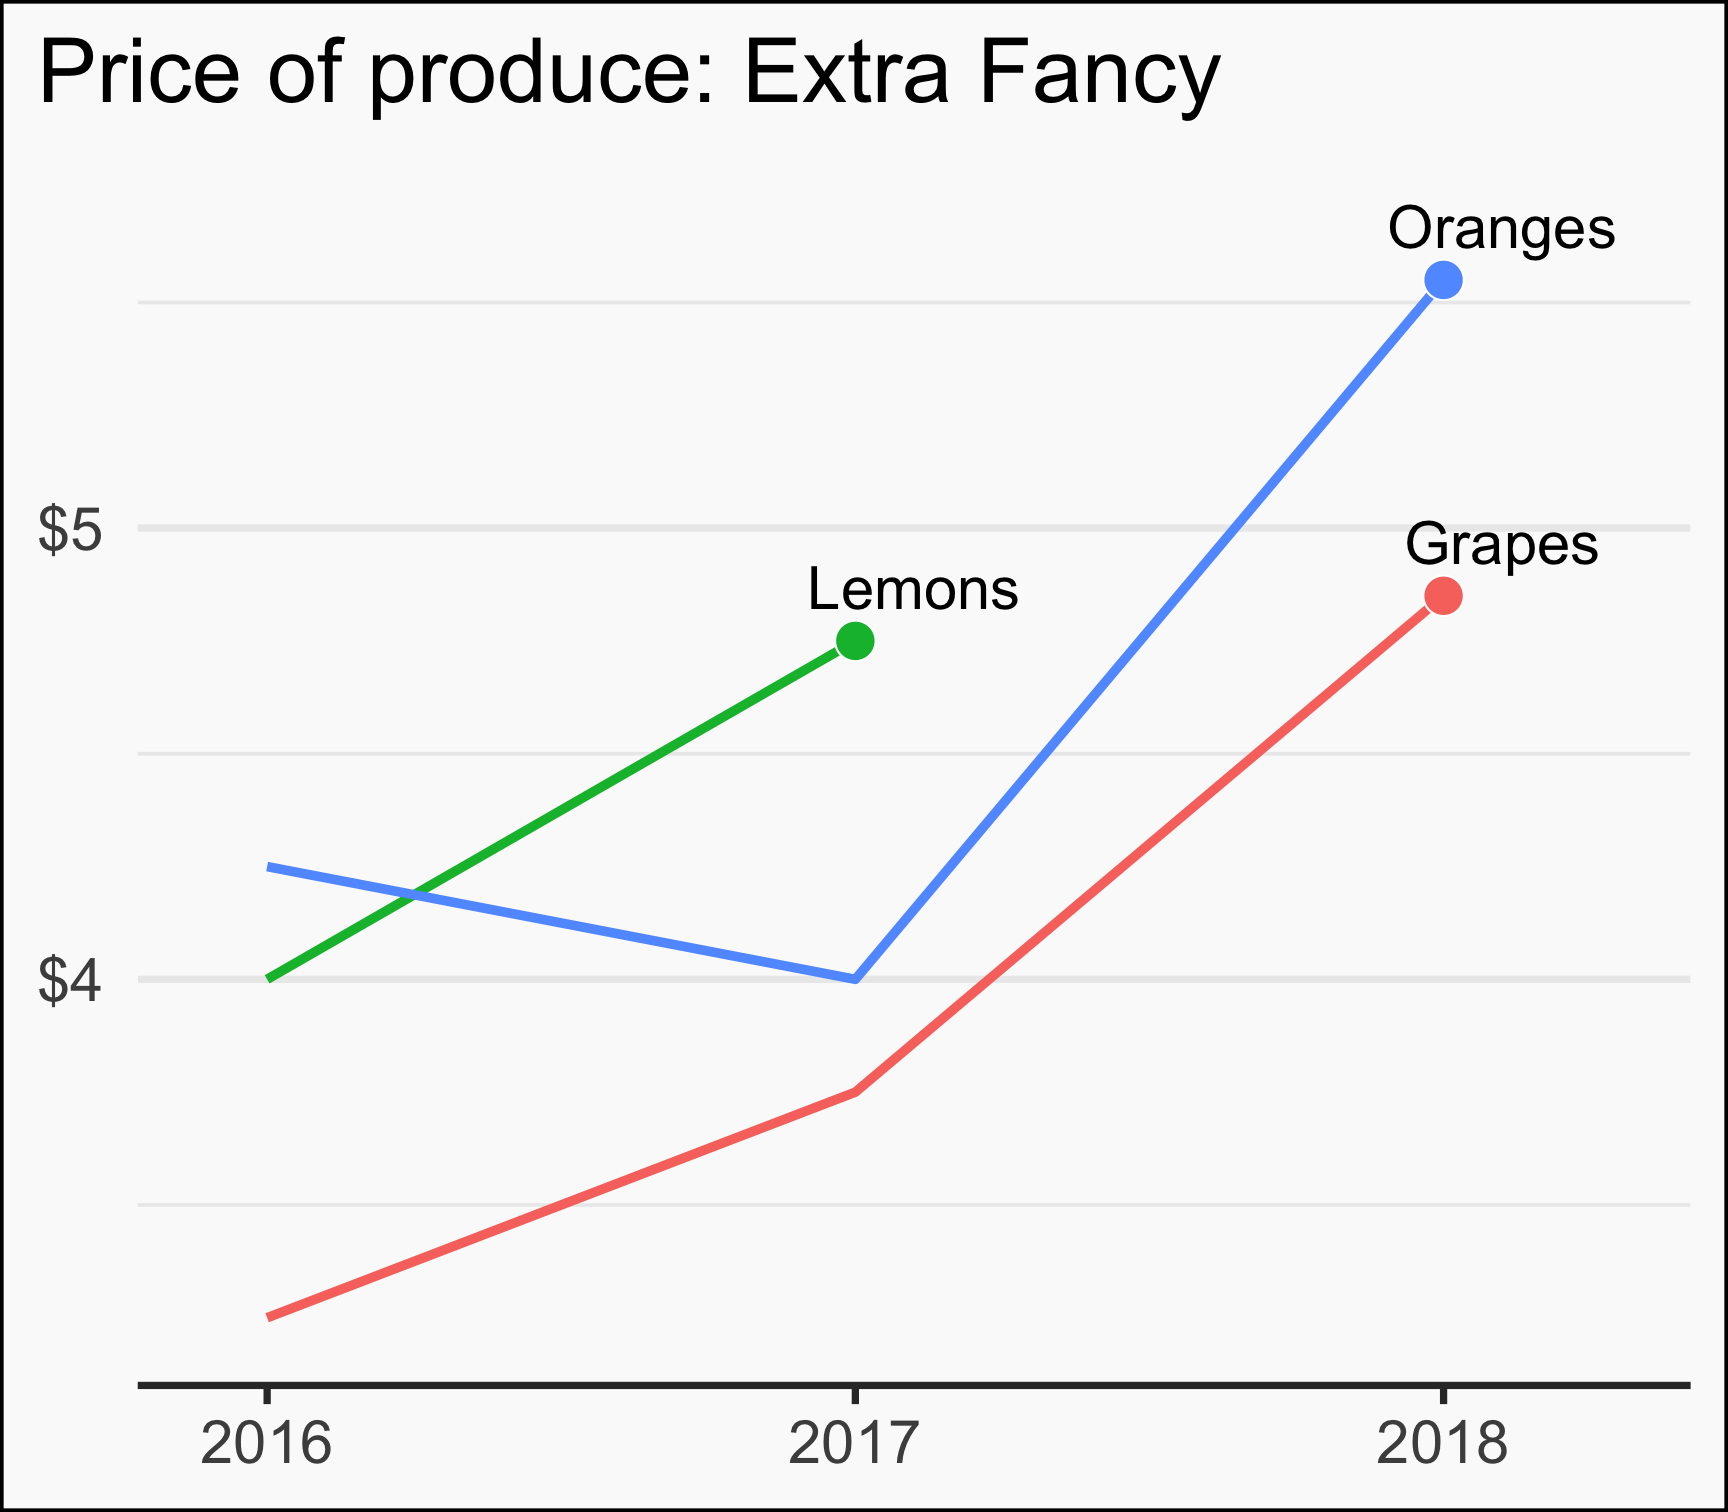 Price of produce: Extra Fancy
Oranges
$5
Grapes
Lemons
$4
2016
2017
2018